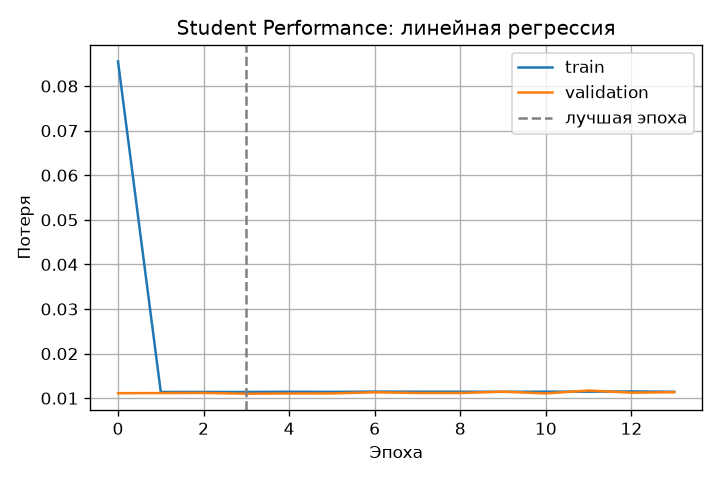 Student Performance: линейная регрессия
train
validation
лучшая эпоха
Потеря
0.08
0.07
0.06
0.05
0.04
0.03
0.02
0.01
0 2 4 6 8 10 12
Эпоха